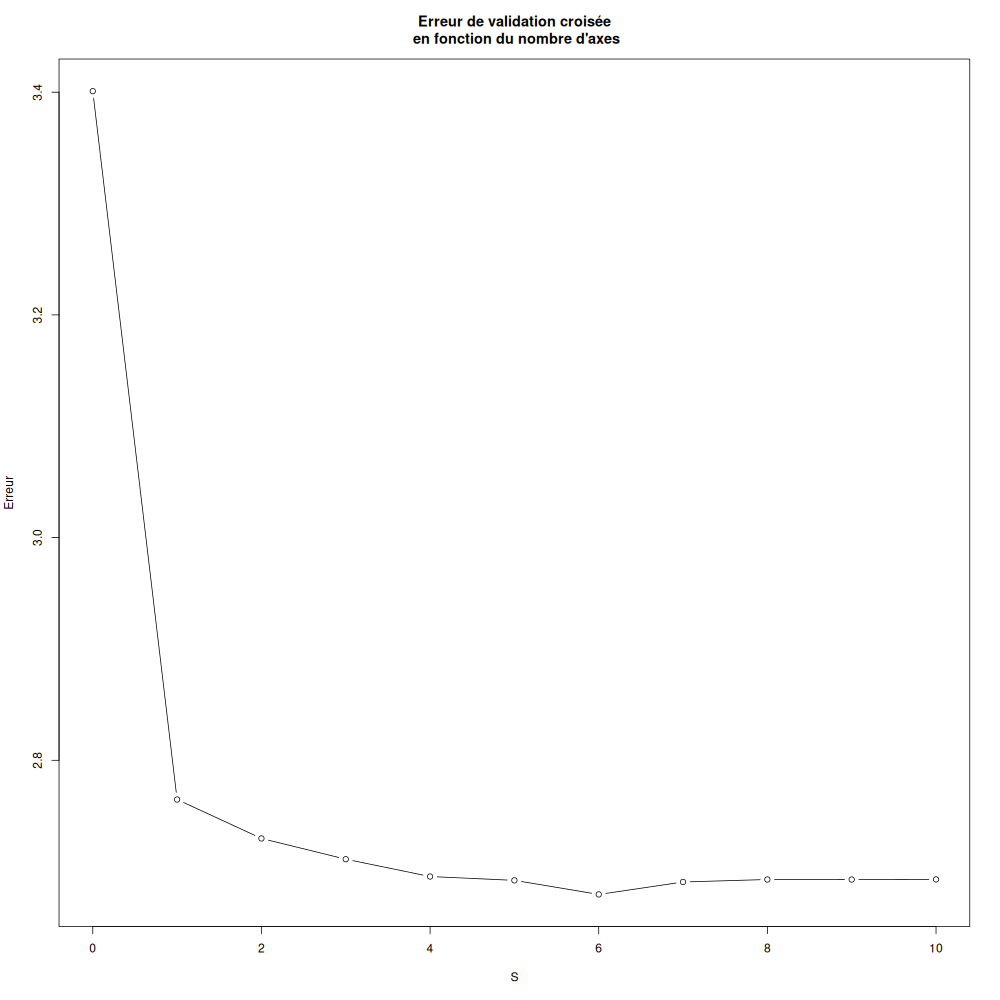 Erreur de validation croisée
en fonction du nombre d'axes
3.4
3.2
3.0
2.8
Erreur
0 2 4 6 8 10
S